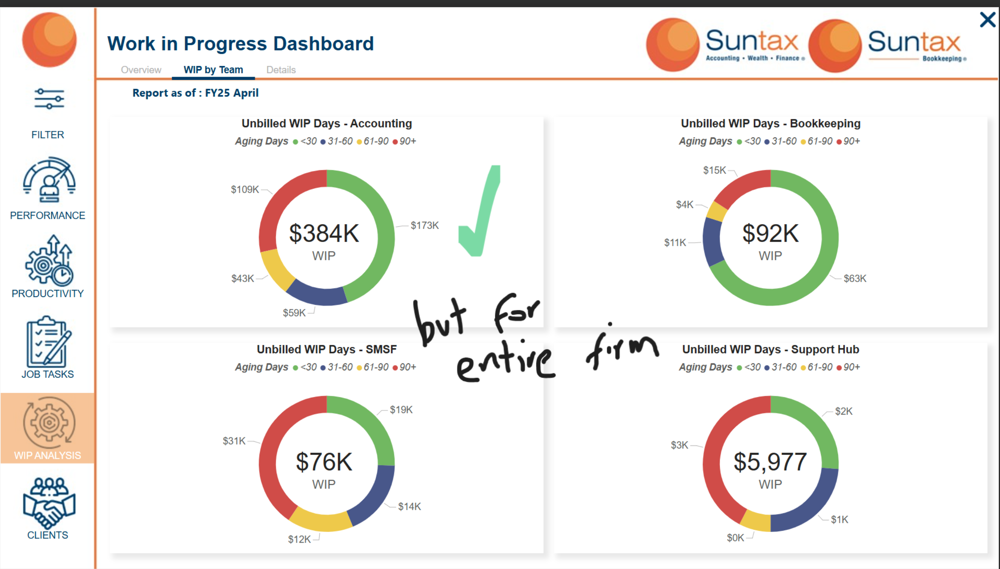 Work in Progress Dashboard
Suntax
Accounting • Wealth • Finance ®
Suntax
Bookkeeping ®
Overview
WIP by Team
Details
Report as of : FY25 April
FILTER
PERFORMANCE
PRODUCTIVITY
JOB TASKS
WIP ANALYSIS
CLIENTS
Unbilled WIP Days - Accounting
Aging Days <30 31-60 61-90 90+
$109K
$173K
$384K
WIP
$43K
$59K
Unbilled WIP Days - Bookkeeping
Aging Days <30 31-60 61-90 90+
$15K
$4K
$11K
$92K
WIP
$63K
but for
entire firm
Unbilled WIP Days - SMSF
Aging Days <30 31-60 61-90 90+
$19K
$31K
$76K
WIP
$14K
$12K
Unbilled WIP Days - Support Hub
Aging Days <30 31-60 61-90 90+
$2K
$3K
$5,977
WIP
$1K
$0K